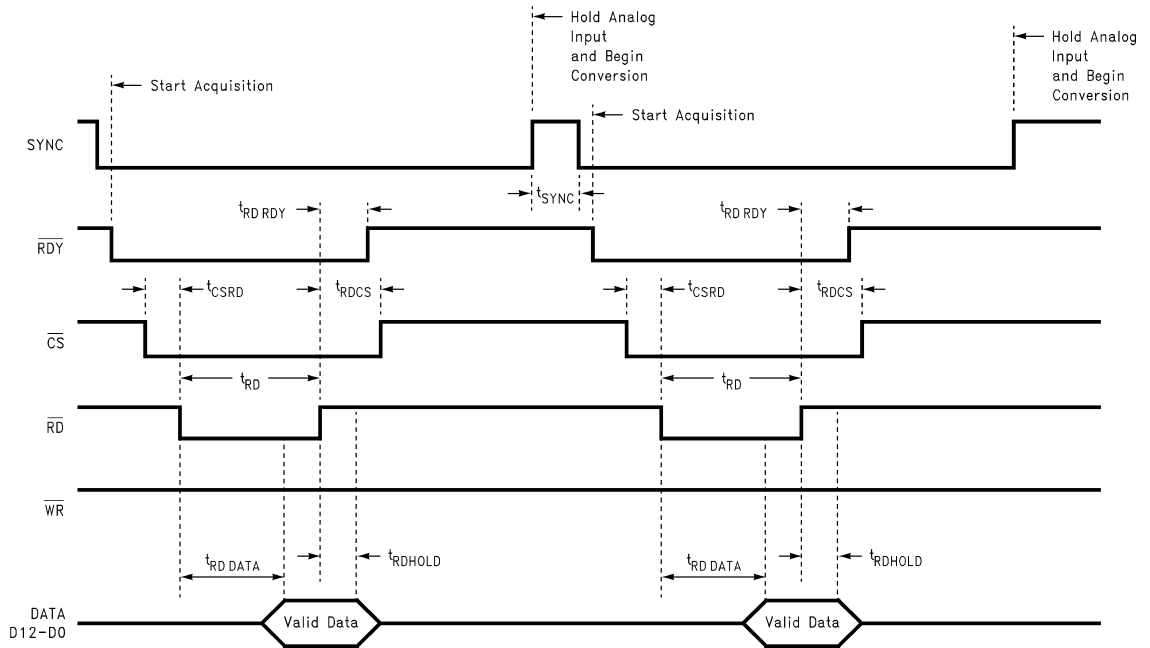 Hold Analog
Input
and Begin
Conversion
Hold Analog
Input
and Begin
Conversion
Start Acquisition
Start Acquisition
SYNC
tSYNC
tRD RDY
tRD RDY
RDY
tCSRD
tRDCS
tCSRD
tRDCS
CS
tRD
tRD
RD
WR
tRD DATA
tRDHOLD
tRD DATA
tRDHOLD
DATA
D12-D0
Valid Data
Valid Data